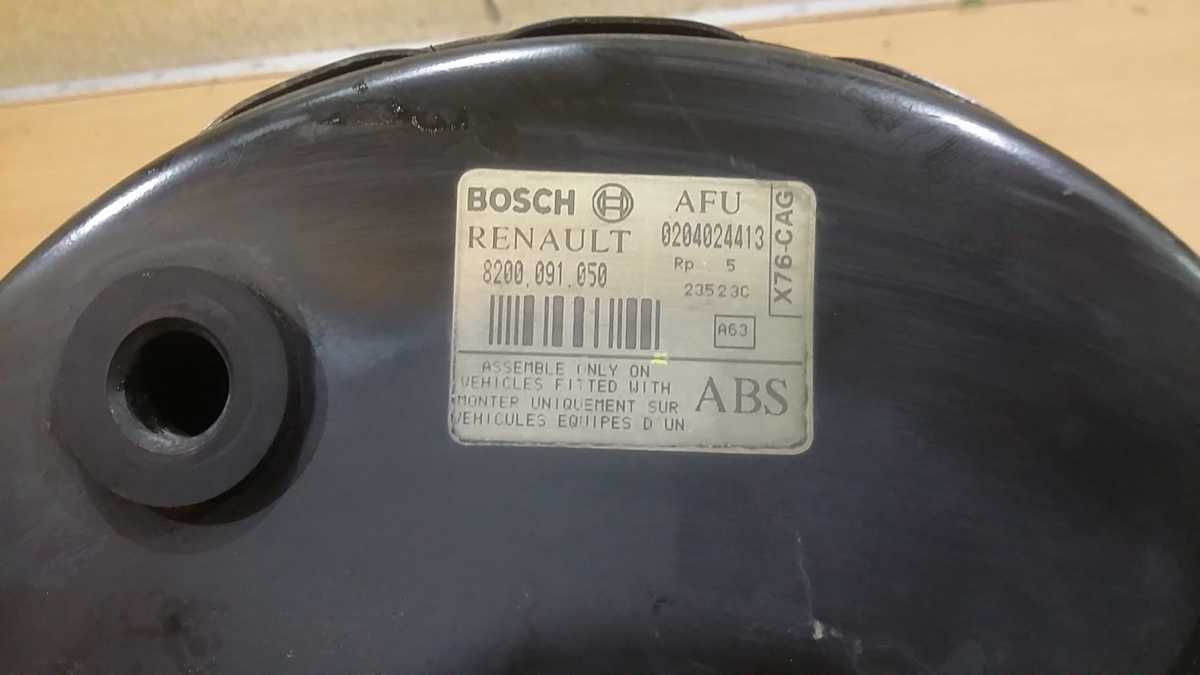 BOSCH AFU
RENAULT 0204024413
8200.091.050 Rp 5
23523C
X76-CAG
A63
ASSEMBLE ONLY ON
VEHICLES FITTED WITH
MONTER UNIQUEMENT SUR
VEHICULES EQUIPES D UN
ABS